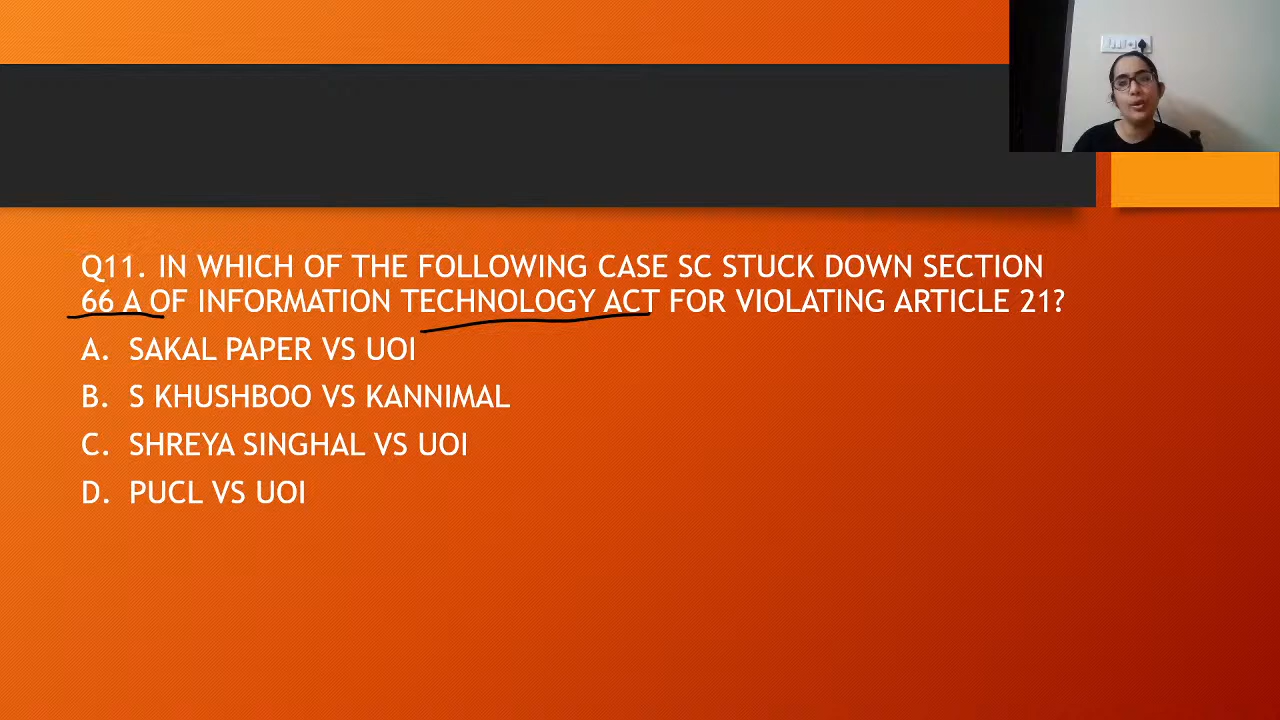 Q11. IN WHICH OF THE FOLLOWING CASE SC STUCK DOWN SECTION
66 A OF INFORMATION TECHNOLOGY ACT FOR VIOLATING ARTICLE 21?
A. SAKAL PAPER VS UOI
B. S KHUSHBOO VS KANNIMAL
C. SHREYA SINGHAL VS UOI
D. PUCL VS UOI